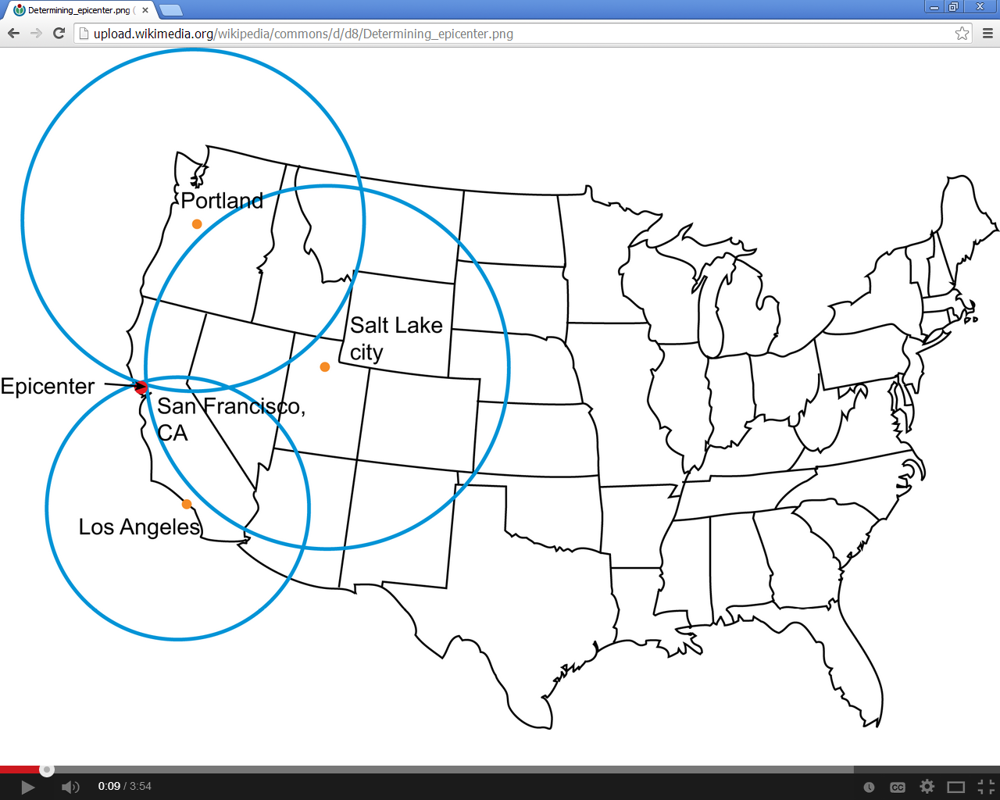 Determining_epicenter.png (
upload.wikimedia.org/wikipedia/commons/d/d8/Determining_epicenter.png
Portland
Salt Lake
city
Epicenter
San Francisco,
CA
Los Angeles
0:09 / 3:54
CC